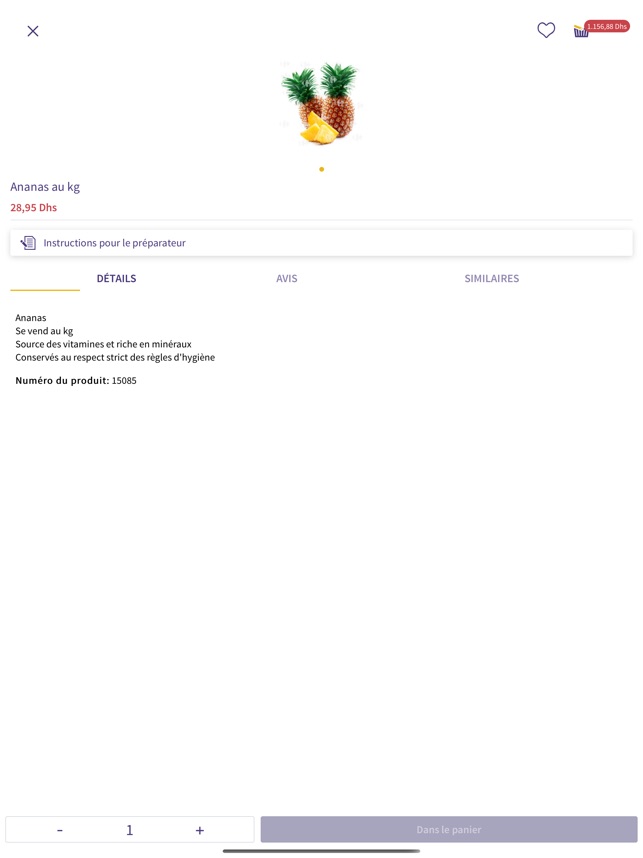 1.156,88 Dhs
Ananas au kg
28,95 Dhs
Instructions pour le préparateur
DÉTAILS AVIS SIMILAIRES
Ananas
Se vend au kg
Source des vitamines et riche en minéraux
Conservés au respect strict des règles d'hygiène
Numéro du produit: 15085
- 1 + Dans le panier